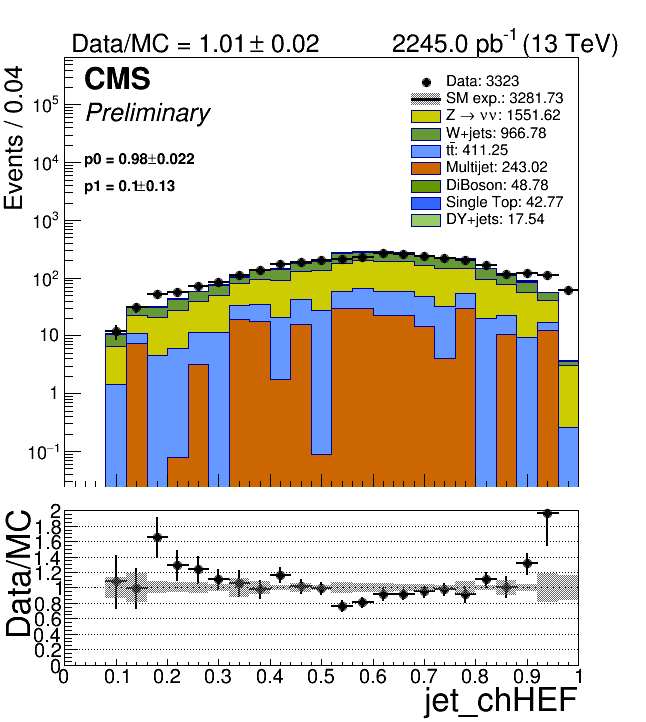 Data/MC = 1.01 ± 0.02 2245.0 pb⁻¹ (13 TeV)
Events / 0.04
CMS
Preliminary
p0 = 0.98±0.022
p1 = 0.1±0.13
Data: 3323
SM exp.: 3281.73
Z → νν: 1551.62
W+jets: 966.78
tt̄: 411.25
Multijet: 243.02
DiBoson: 48.78
Single Top: 42.77
DY+jets: 17.54
10⁵
10⁴
10³
10²
10
1
10⁻¹
Data/MC
2
1.8
1.6
1.4
1.2
1
0.8
0.6
0.4
0.2
0
0 0.1 0.2 0.3 0.4 0.5 0.6 0.7 0.8 0.9 1
jet_chHEF